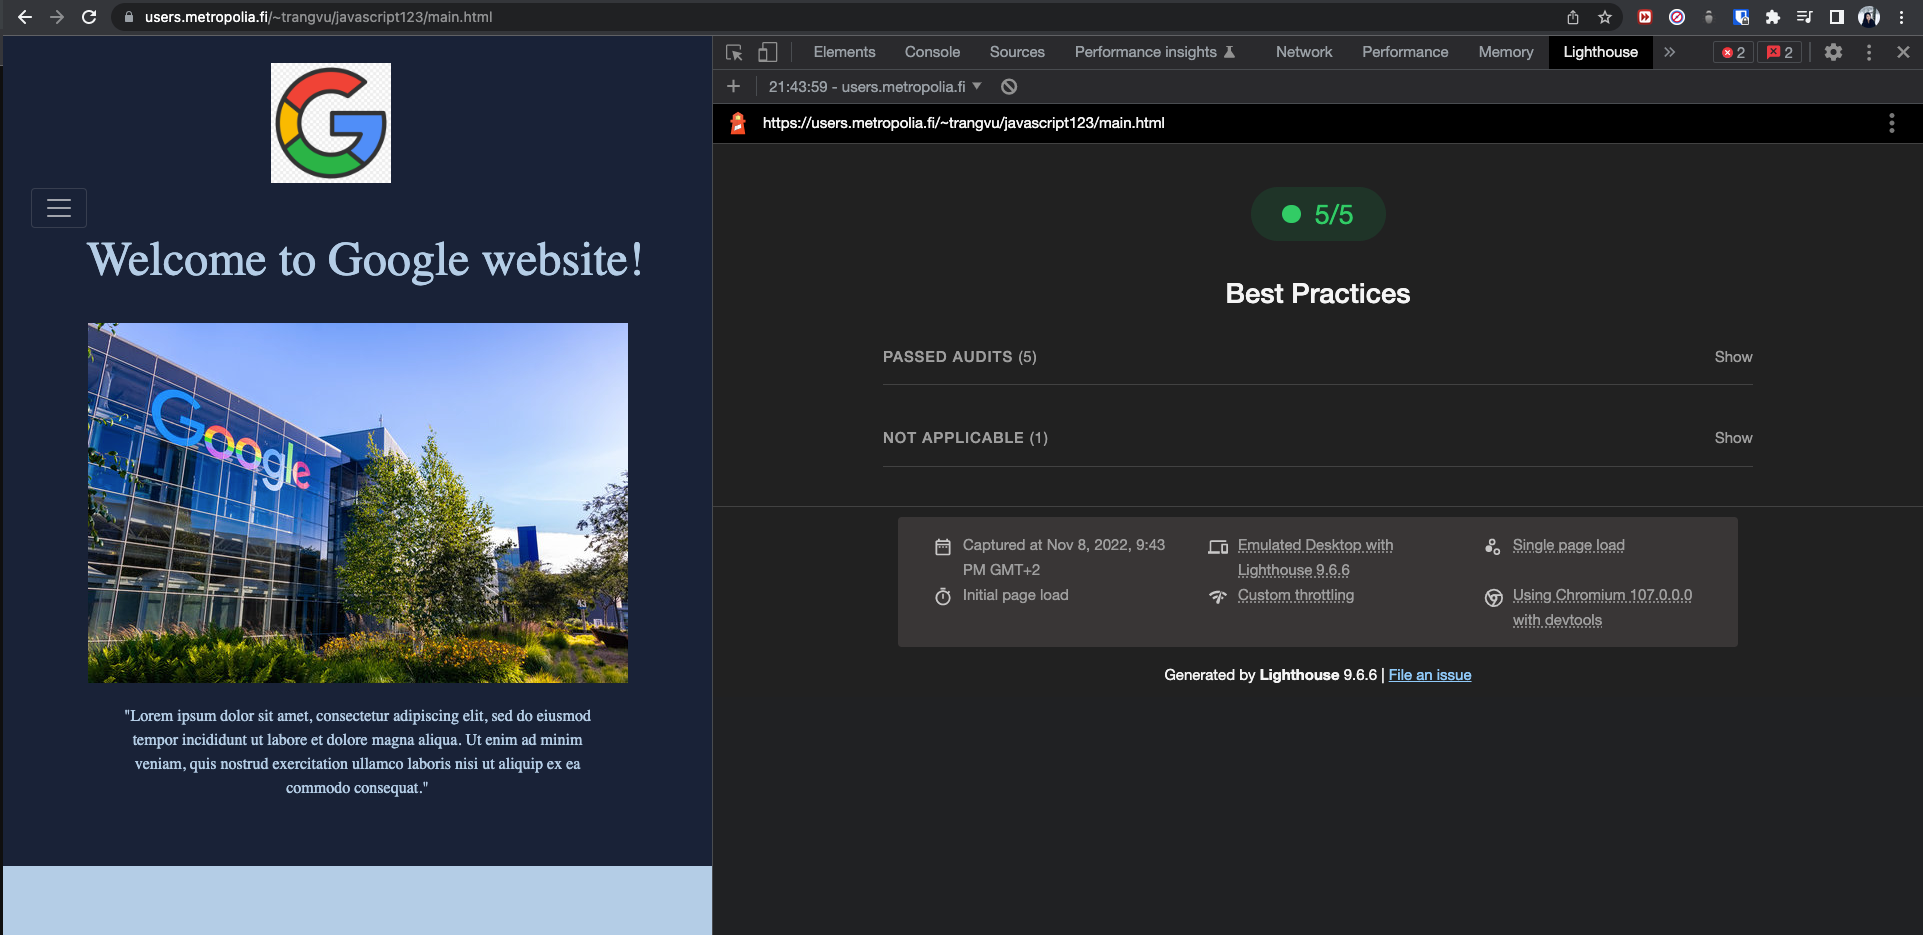 users.metropolia.fi/~trangvu/javascript123/main.html
Welcome to Google website!
Google
43
"Lorem ipsum dolor sit amet, consectetur adipiscing elit, sed do eiusmod
tempor incididunt ut labore et dolore magna aliqua. Ut enim ad minim
veniam, quis nostrud exercitation ullamco laboris nisi ut aliquip ex ea
commodo consequat."
Elements Console Sources Performance insights Network Performance Memory Lighthouse 2 2
21:43:59 - users.metropolia.fi
https://users.metropolia.fi/~trangvu/javascript123/main.html
5/5
Best Practices
PASSED AUDITS (5) Show
NOT APPLICABLE (1) Show
Captured at Nov 8, 2022, 9:43
PM GMT+2
Emulated Desktop with
Lighthouse 9.6.6
Single page load
Initial page load
Custom throttling
Using Chromium 107.0.0.0
with devtools
Generated by Lighthouse 9.6.6 | File an issue